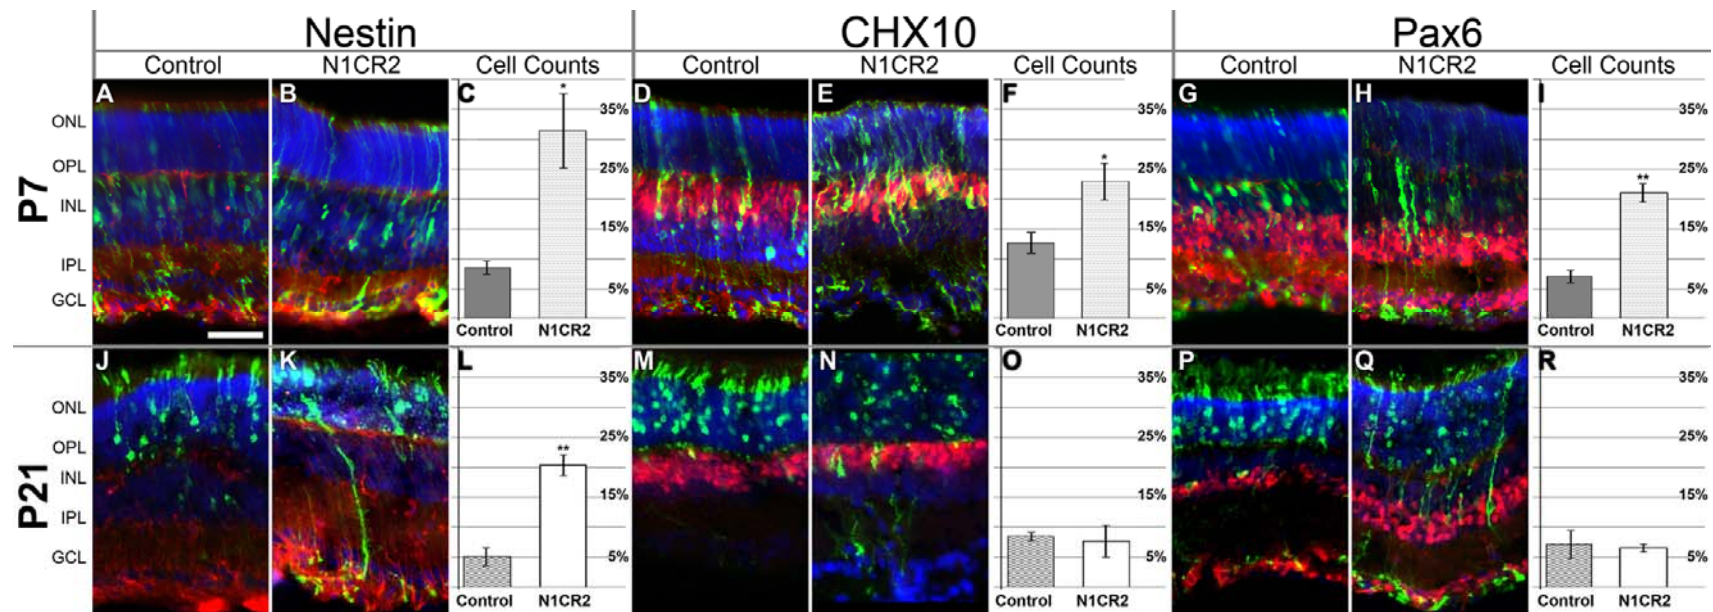 Nestin CHX10 Pax6
Control N1CR2 Cell Counts Control N1CR2 Cell Counts Control N1CR2 Cell Counts
P7
A B C D E F G H I
ONL
OPL
INL
IPL
GCL
* * **
35% 35% 35%
25% 25% 25%
15% 15% 15%
5% 5% 5%
Control N1CR2 Control N1CR2 Control N1CR2
P21
J K L M N O P Q R
ONL
OPL
INL
IPL
GCL
**
35% 35% 35%
25% 25% 25%
15% 15% 15%
5% 5% 5%
Control N1CR2 Control N1CR2 Control N1CR2